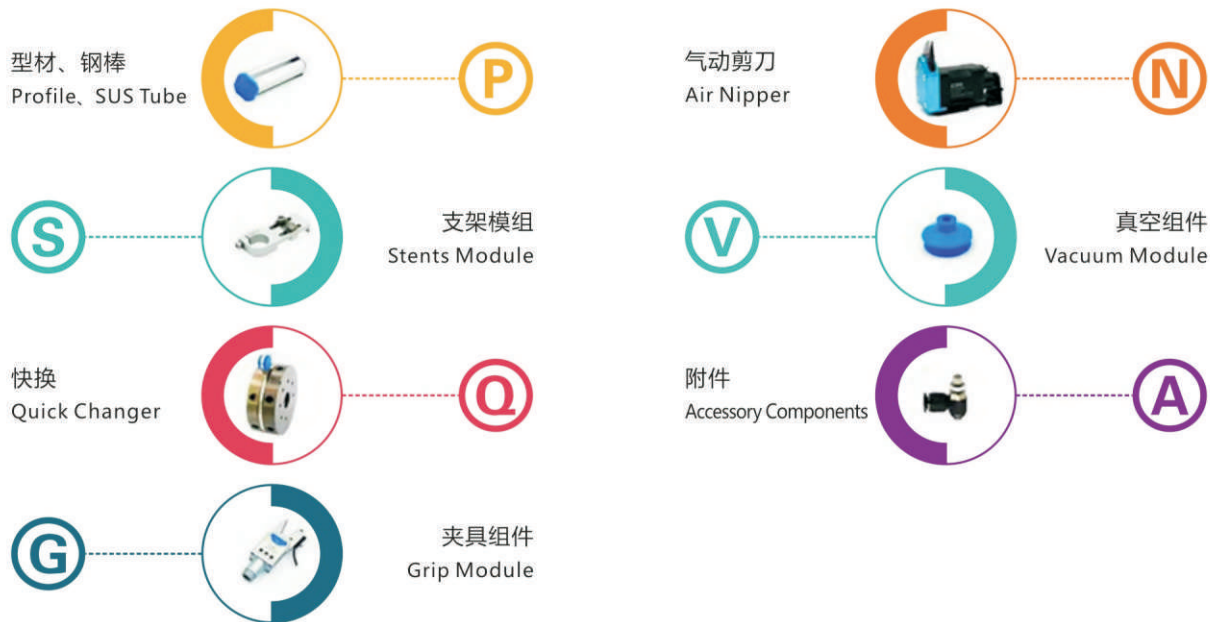 型材、钢棒
Profile、SUS Tube
P
S
支架模组
Stents Module
快换
Quick Changer
Q
G
夹具组件
Grip Module
气动剪刀
Air Nipper
N
V
真空组件
Vacuum Module
附件
Accessory Components
A